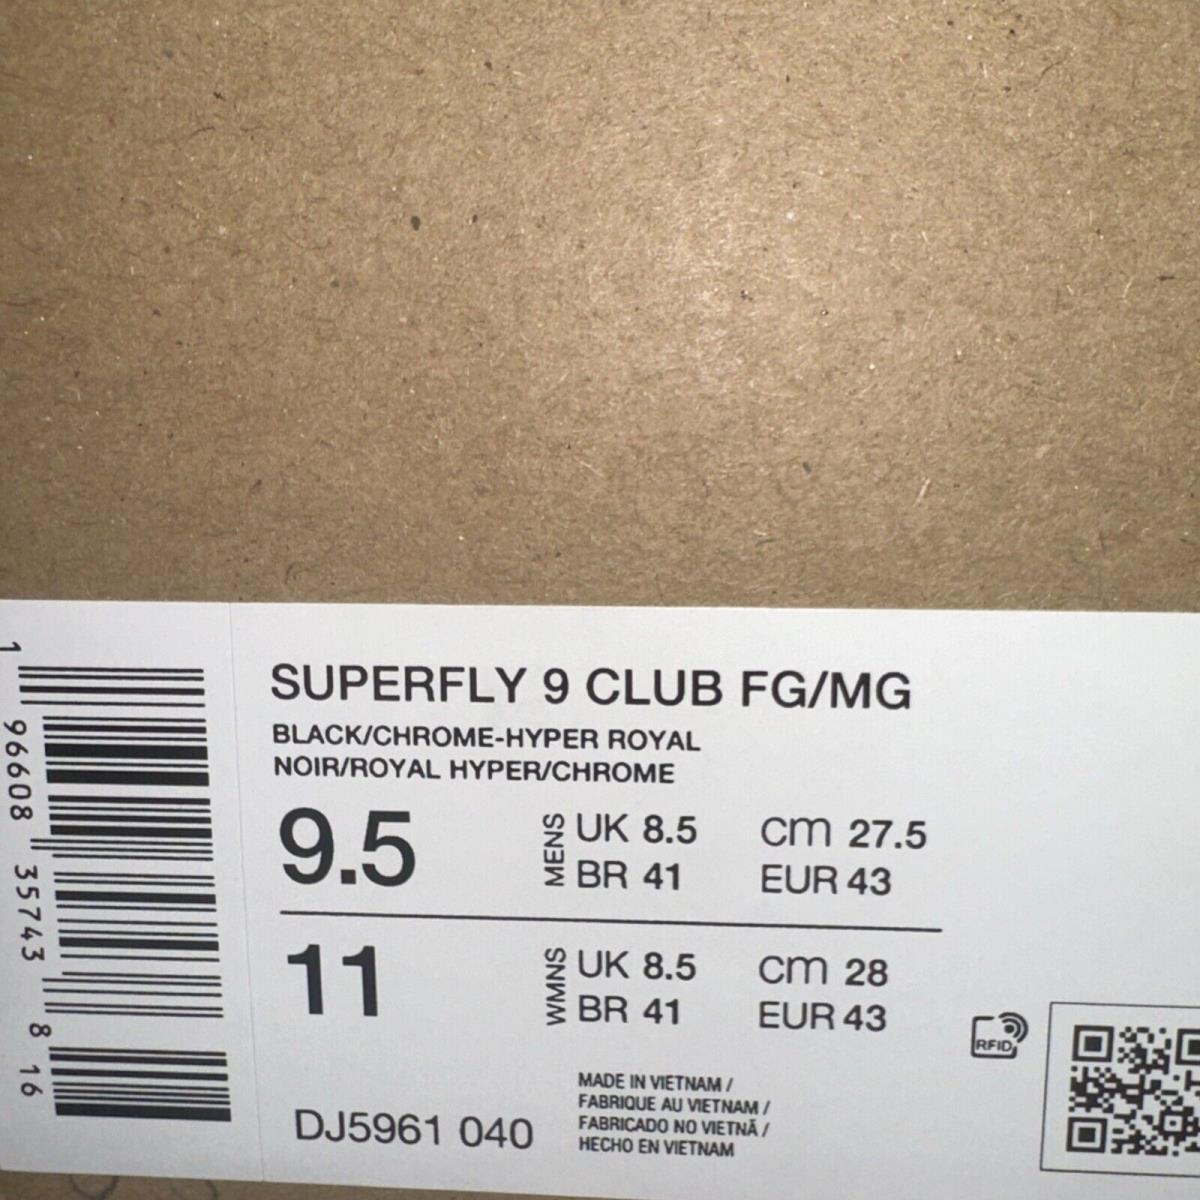 SUPERFLY 9 CLUB FG/MG
BLACK/CHROME-HYPER ROYAL
NOIR/ROYAL HYPER/CHROME
9.5 MENS UK 8.5 CM 27.5
BR 41 EUR 43
11 WMNS UK 8.5 CM 28
BR 41 EUR 43
RFID
MADE IN VIETNAM /
FABRIQUE AU VIETNAM /
FABRICADO NO VIETNÃ /
HECHO EN VIETNAM
DJ5961 040
1 96608 35743 8 16